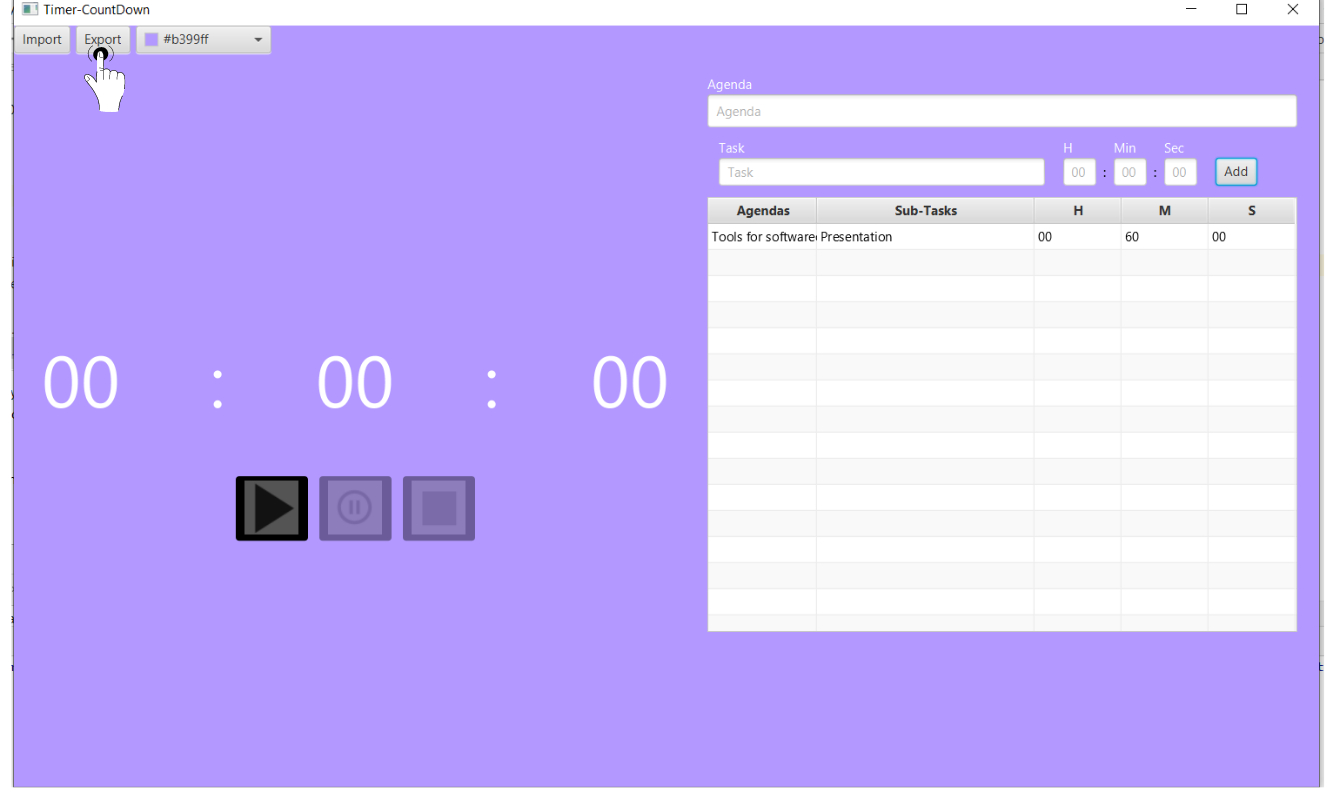 Timer-CountDown
Import Export #b399ff
Agenda
Agenda
Task H Min Sec
Task 00 : 00 : 00 Add
Agendas Sub-Tasks H M S
Tools for software Presentation 00 60 00
00 : 00 : 00